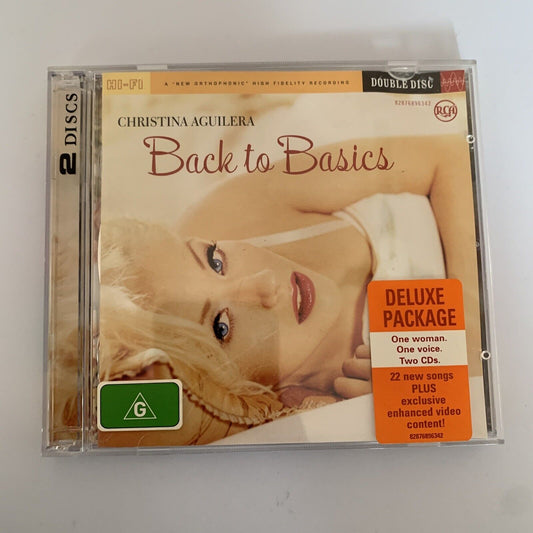 2 DISCS
HI-FI
A "NEW ORTHOPHONIC" HIGH FIDELITY RECORDING
DOUBLE DISC
82876896342
RCA
CHRISTINA AGUILERA
Back to Basics
G
DELUXE
PACKAGE
One woman.
One voice.
Two CDs.
22 new songs
PLUS
exclusive
enhanced video
content!
82876896342